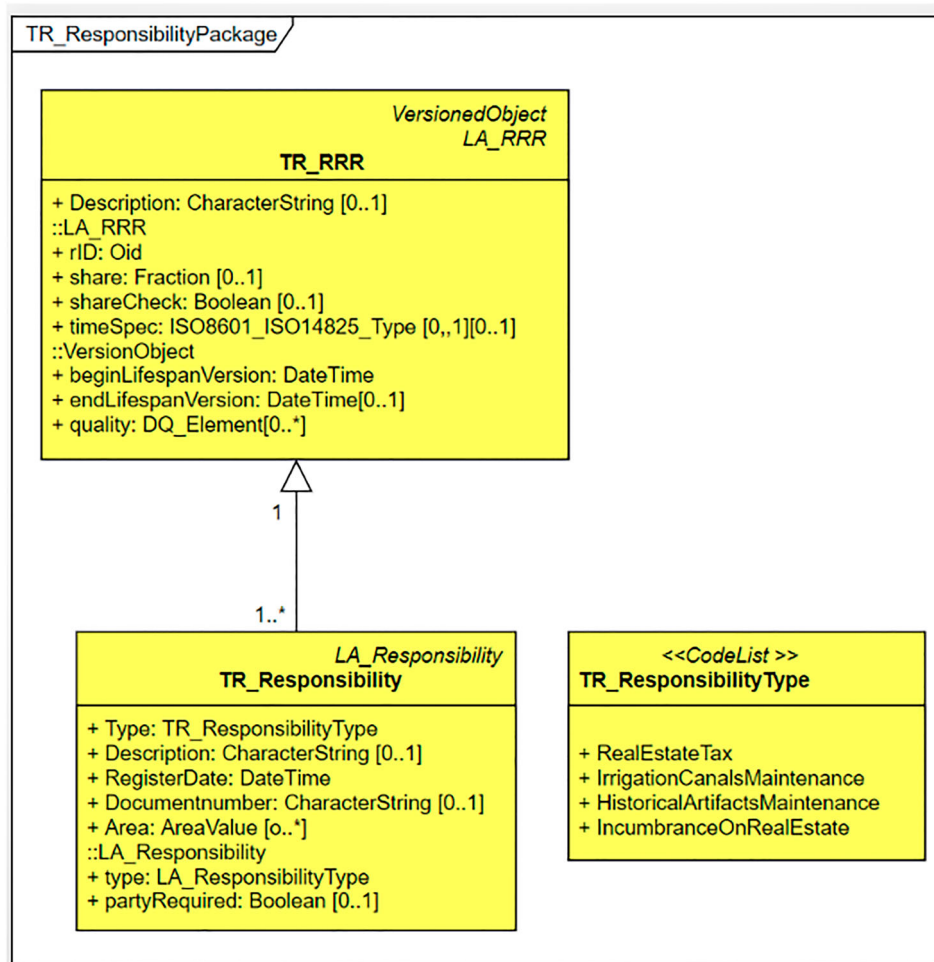 TR_ResponsibilityPackage
VersionedObject
LA_RRR
TR_RRR
+ Description: CharacterString [0..1]
::LA_RRR
+ rID: Oid
+ share: Fraction [0..1]
+ shareCheck: Boolean [0..1]
+ timeSpec: ISO8601_ISO14825_Type [0,,1][0..1]
::VersionObject
+ beginLifespanVersion: DateTime
+ endLifespanVersion: DateTime[0..1]
+ quality: DQ_Element[0..*]
1
1..*
LA_Responsibility
TR_Responsibility
+ Type: TR_ResponsibilityType
+ Description: CharacterString [0..1]
+ RegisterDate: DateTime
+ Documentnumber: CharacterString [0..1]
+ Area: AreaValue [o..*]
::LA_Responsibility
+ type: LA_ResponsibilityType
+ partyRequired: Boolean [0..1]
<<CodeList >>
TR_ResponsibilityType
+ RealEstateTax
+ IrrigationCanalsMaintenance
+ HistoricalArtifactsMaintenance
+ IncumbranceOnRealEstate